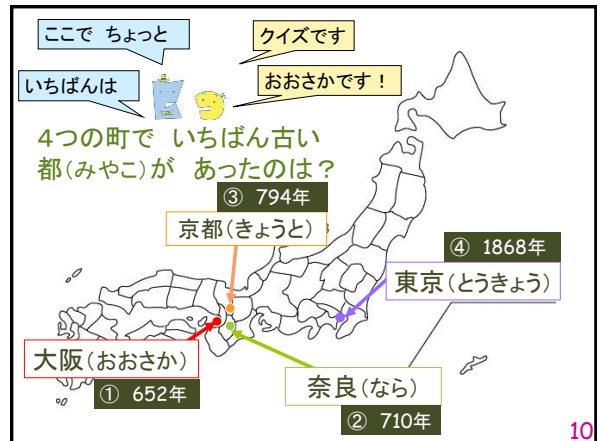 ここで ちょっと
クイズです
いちばんは
おおさかです！
4つの町で いちばん古い
都(みやこ)が あったのは？
③ 794年
京都(きょうと)
④ 1868年
東京(とうきょう)
大阪(おおさか)
① 652年
奈良(なら)
② 710年
10